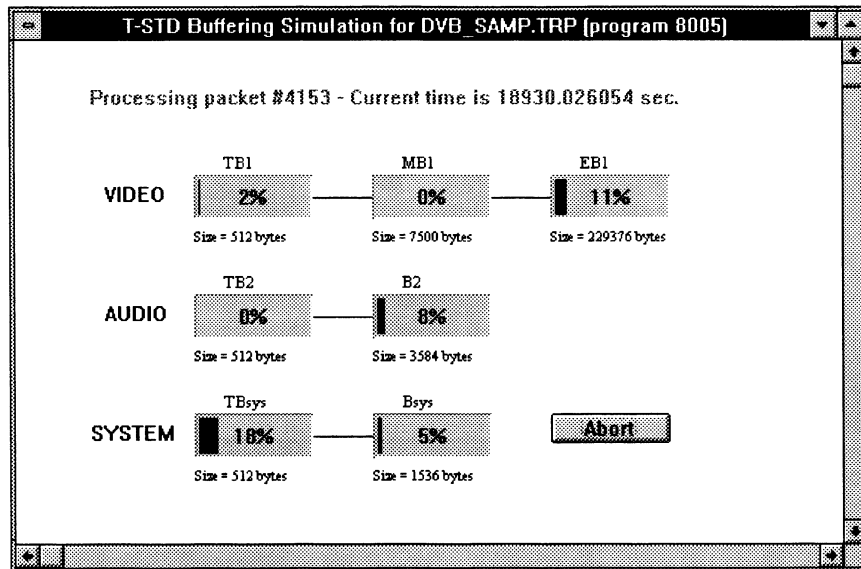 T-STD Buffering Simulation for DVB_SAMP.TRP (program 8005)
Processing packet #4153 - Current time is 18930.026054 sec.
TB1 MB1 EB1
VIDEO 2% 0% 11%
Size = 512 bytes Size = 7500 bytes Size = 229376 bytes
TB2 B2
AUDIO 0% 8%
Size = 512 bytes Size = 3584 bytes
TBsys Bsys
SYSTEM 18% 5% Abort
Size = 512 bytes Size = 1536 bytes